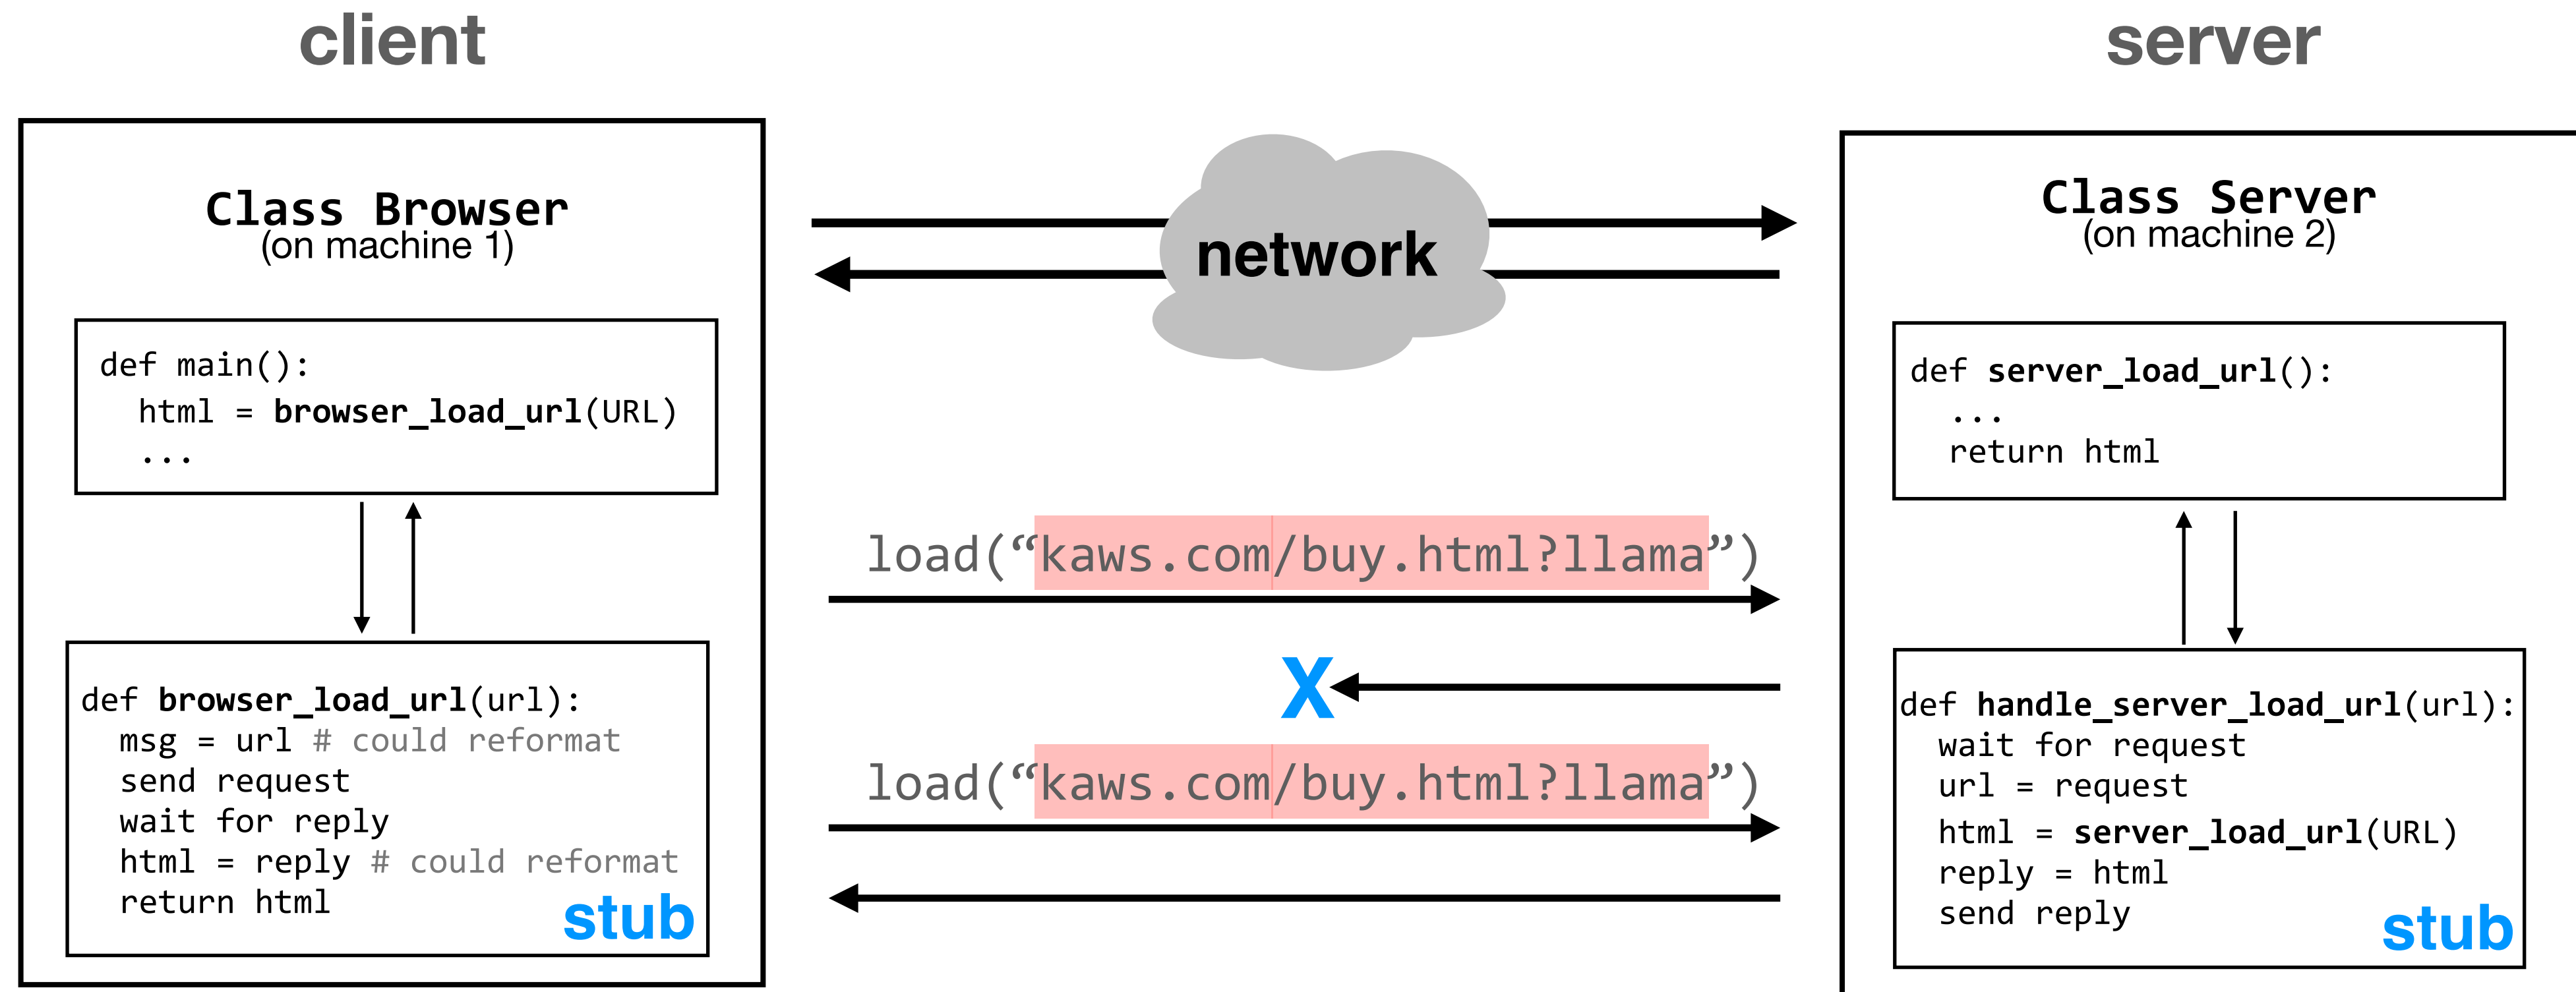 client
Class Browser
(on machine 1)
def main():
html = browser_load_url(URL)
...
def browser_load_url(url):
msg = url # could reformat
send request
wait for reply
html = reply # could reformat
return html
stub
network
load(“kaws.com/buy.html?llama”)
X
load(“kaws.com/buy.html?llama”)
server
Class Server
(on machine 2)
def server_load_url():
...
return html
def handle_server_load_url(url):
wait for request
url = request
html = server_load_url(URL)
reply = html
send reply
stub